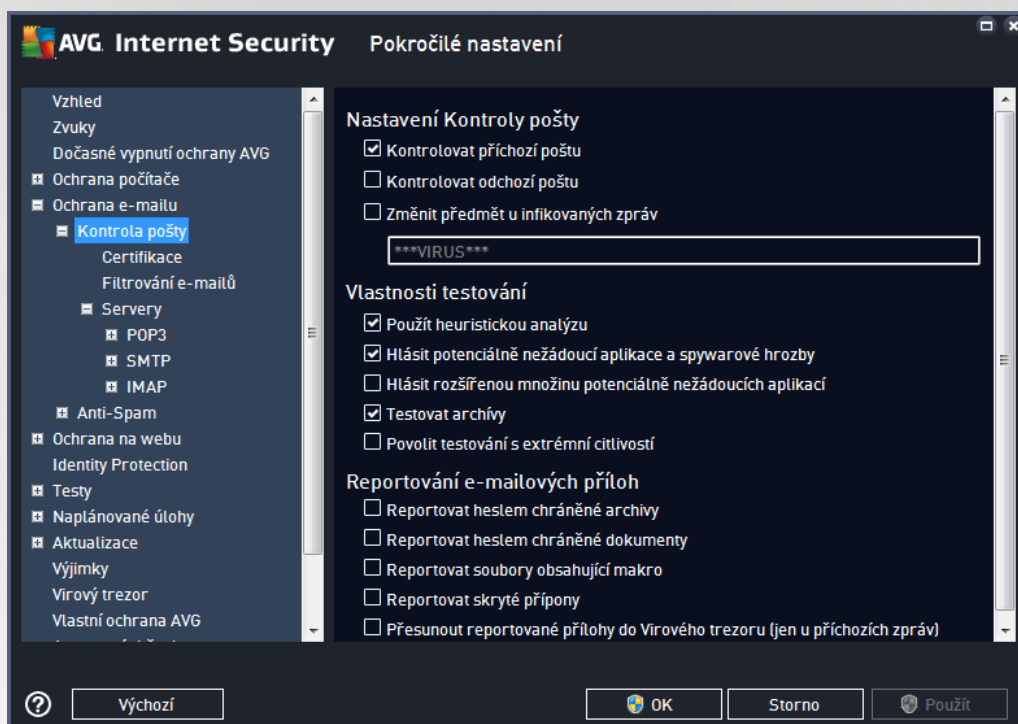 AVG. Internet Security Pokročilé nastavení
Vzhled
Zvuky
Dočasné vypnutí ochrany AVG
Ochrana počítače
Ochrana e-mailu
Kontrola pošty
Certifikace
Filtrování e-mailů
Servery
POP3
SMTP
IMAP
Anti-Spam
Ochrana na webu
Identity Protection
Testy
Naplánované úlohy
Aktualizace
Výjimky
Virový trezor
Vlastní ochrana AVG
Nastavení Kontroly pošty
Kontrolovat příchozí poštu
Kontrolovat odchozí poštu
Změnit předmět u infikovaných zpráv
***VIRUS***
Vlastnosti testování
Použít heuristickou analýzu
Hlásit potenciálně nežádoucí aplikace a spywarové hrozby
Hlásit rozšířenou množinu potenciálně nežádoucích aplikací
Testovat archívy
Povolit testování s extrémní citlivostí
Reportování e-mailových příloh
Reportovat heslem chráněné archivy
Reportovat heslem chráněné dokumenty
Reportovat soubory obsahující makro
Reportovat skryté přípony
Přesunout reportované přílohy do Virového trezoru (jen u příchozích zpráv)
Výchozí
OK
Storno
Použít